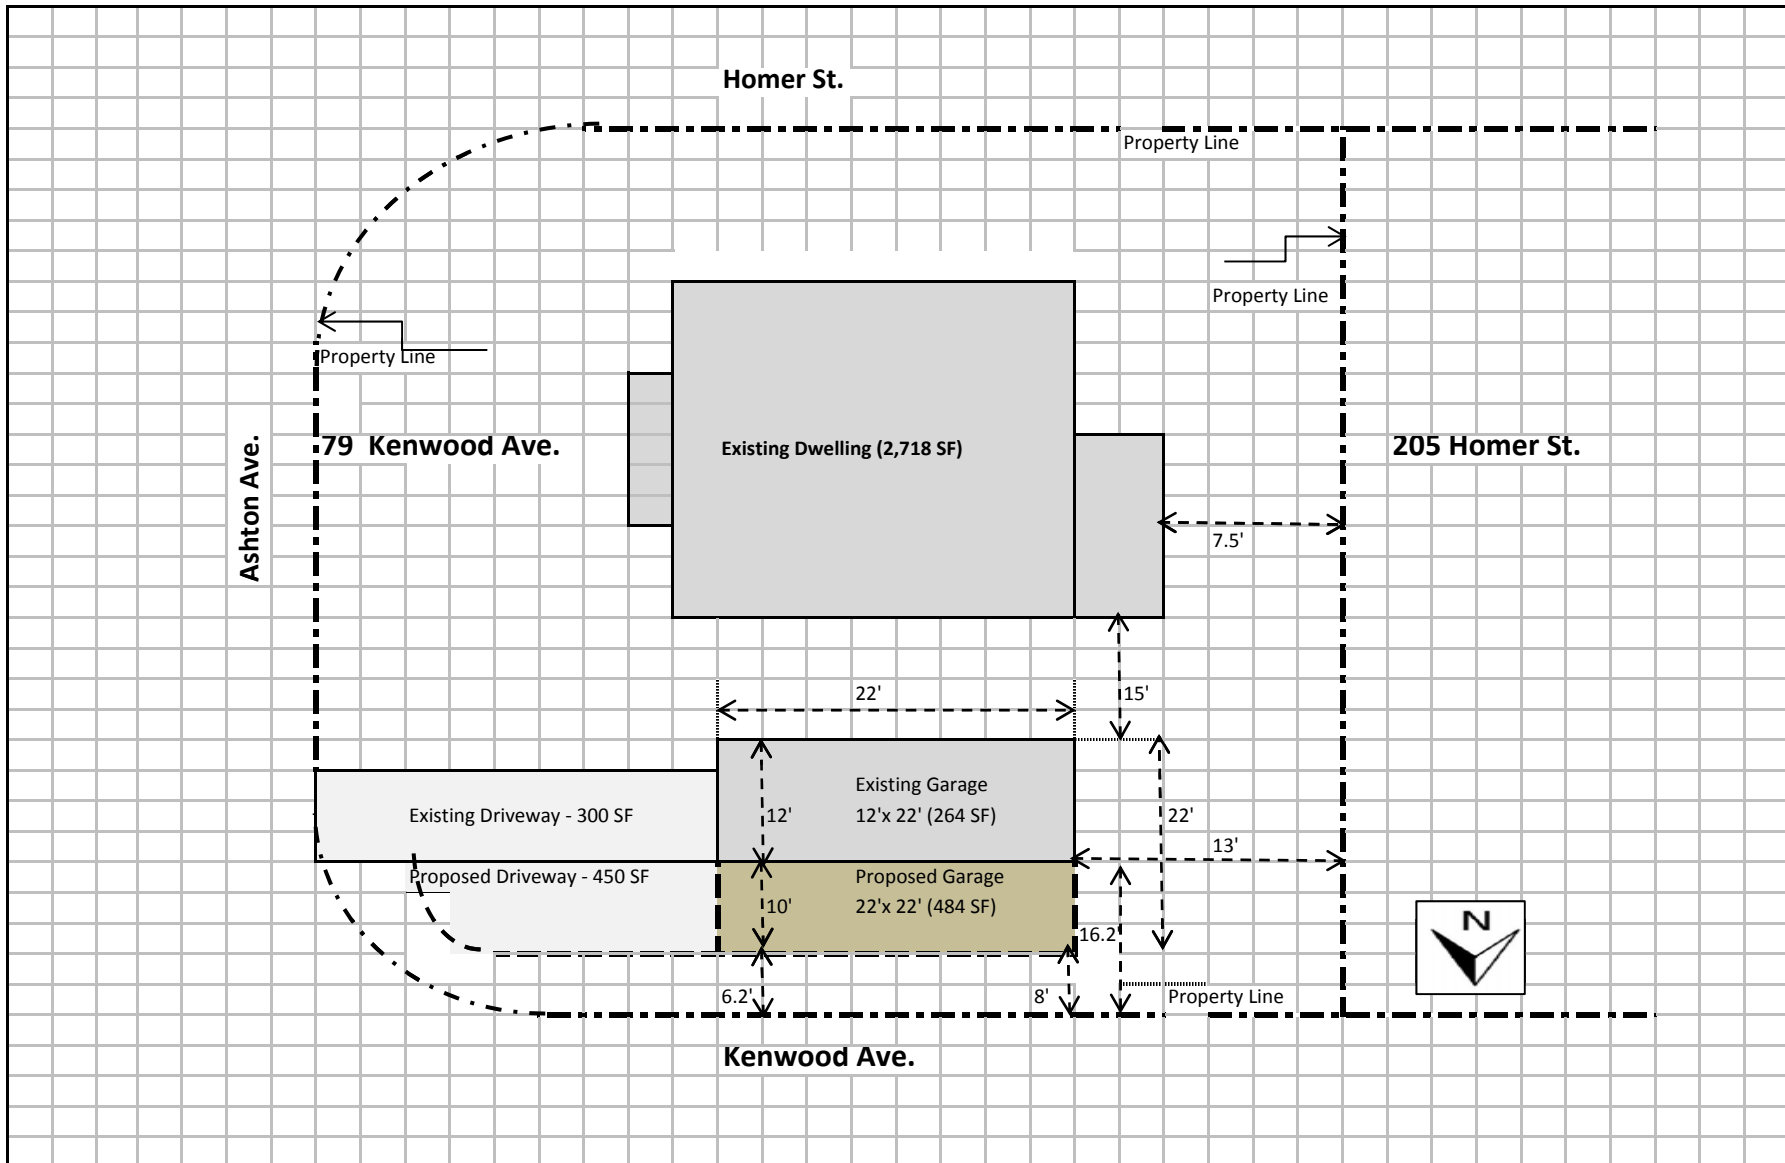 Homer St.
Property Line
Property Line
Property Line
79  Kenwood Ave.
Existing Dwelling (2,718 SF)
205 Homer St.
Ashton Ave.
7.5'
22'
15'
Existing Garage
Existing Driveway - 300 SF
12'
12'x 22' (264 SF)
22'
13'
Proposed Driveway - 450 SF
Proposed Garage
10'
22'x 22' (484 SF)
N
16.2'
6.2'
8'
Property Line
Kenwood Ave.